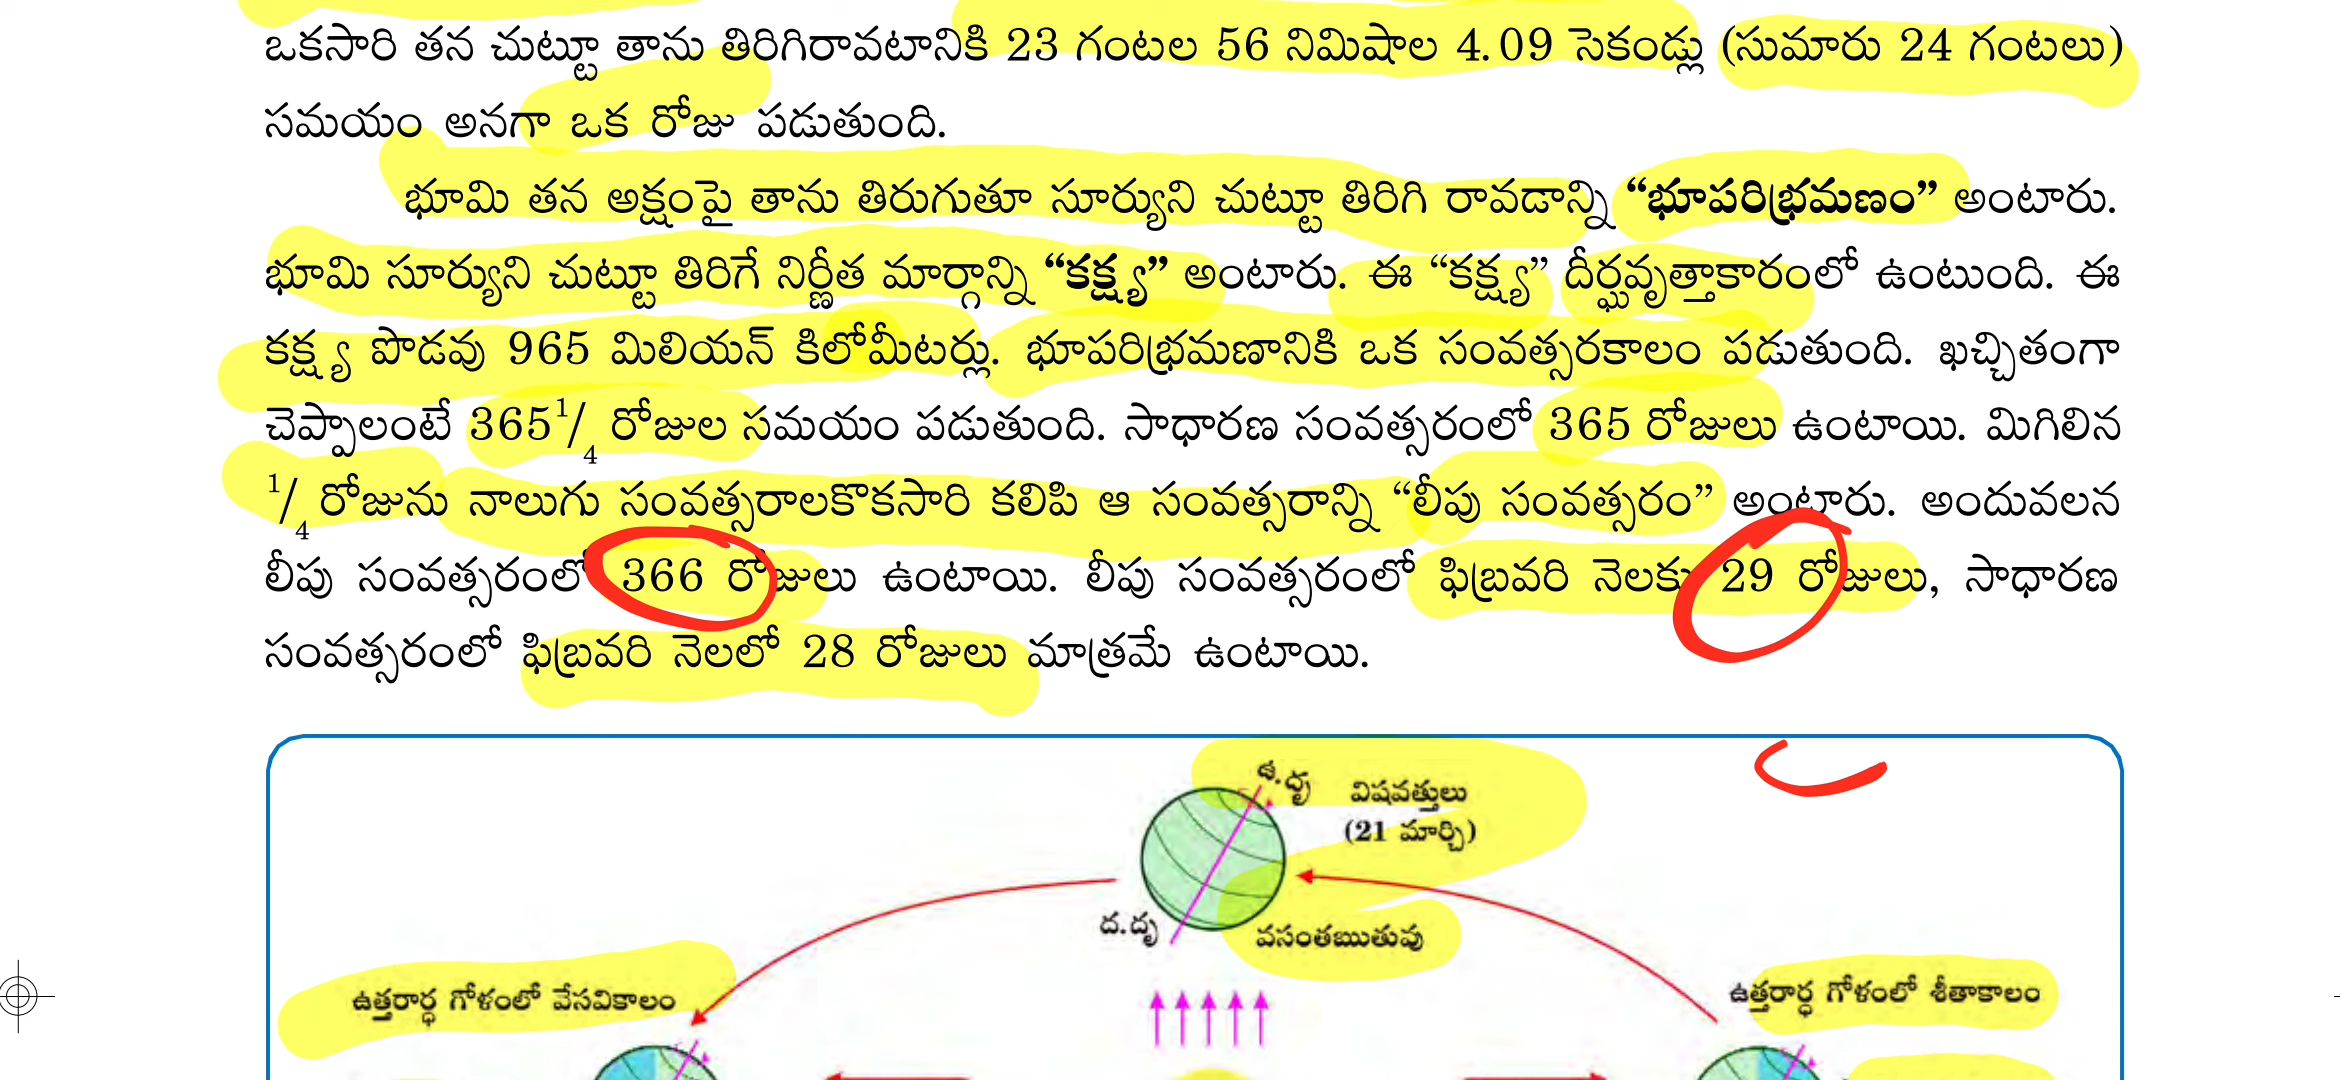 ఒకసారి తన చుట్టూ తాను తిరిగిరావటానికి 23 గంటల 56 నిమిషాల 4.09 సెకండ్లు (సుమారు 24 గంటలు)
సమయం అనగా ఒక రోజు పడుతుంది.
భూమి తన అక్షంపై తాను తిరుగుతూ సూర్యుని చుట్టూ తిరిగి రావడాన్ని “భూపరిభ్రమణం” అంటారు.
భూమి సూర్యుని చుట్టూ తిరిగే నిర్ణీత మార్గాన్ని “కక్ష్య” అంటారు. ఈ “కక్ష్య” దీర్ఘవృత్తాకారంలో ఉంటుంది. ఈ
కక్ష్య పొడవు 965 మిలియన్ కిలోమీటర్లు. భూపరిభ్రమణానికి ఒక సంవత్సరకాలం పడుతుంది. ఖచ్చితంగా
చెప్పాలంటే 365 1/4 రోజుల సమయం పడుతుంది. సాధారణ సంవత్సరంలో 365 రోజులు ఉంటాయి. మిగిలిన
1/4 రోజును నాలుగు సంవత్సరాలకొకసారి కలిపి ఆ సంవత్సరాన్ని “లీపు సంవత్సరం” అంటారు. అందువలన
లీపు సంవత్సరంలో 366 రోజులు ఉంటాయి. లీపు సంవత్సరంలో ఫిబ్రవరి నెలకు 29 రోజులు, సాధారణ
సంవత్సరంలో ఫిబ్రవరి నెలలో 28 రోజులు మాత్రమే ఉంటాయి.
ఉ.ధృ
విషవత్తులు
(21 మార్చి)
ద.దృ
వసంతఋతువు
ఉత్తరార్ధ గోళంలో వేసవికాలం
ఉత్తరార్ధ గోళంలో శీతాకాలం